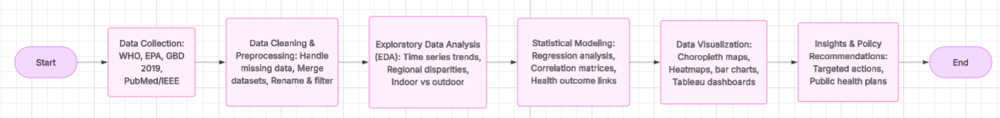 Start
Data Collection:
WHO, EPA, GBD
2019,
PubMed/IEEE
Data Cleaning &
Preprocessing: Handle
missing data, Merge
datasets, Rename & filter
Exploratory Data Analysis
(EDA): Time series trends,
Regional disparities,
Indoor vs outdoor
Statistical Modeling:
Regression analysis,
Correlation matrices,
Health outcome links
Data Visualization:
Choropleth maps,
Heatmaps, bar charts,
Tableau dashboards
Insights & Policy
Recommendations:
Targeted actions,
Public health plans
End